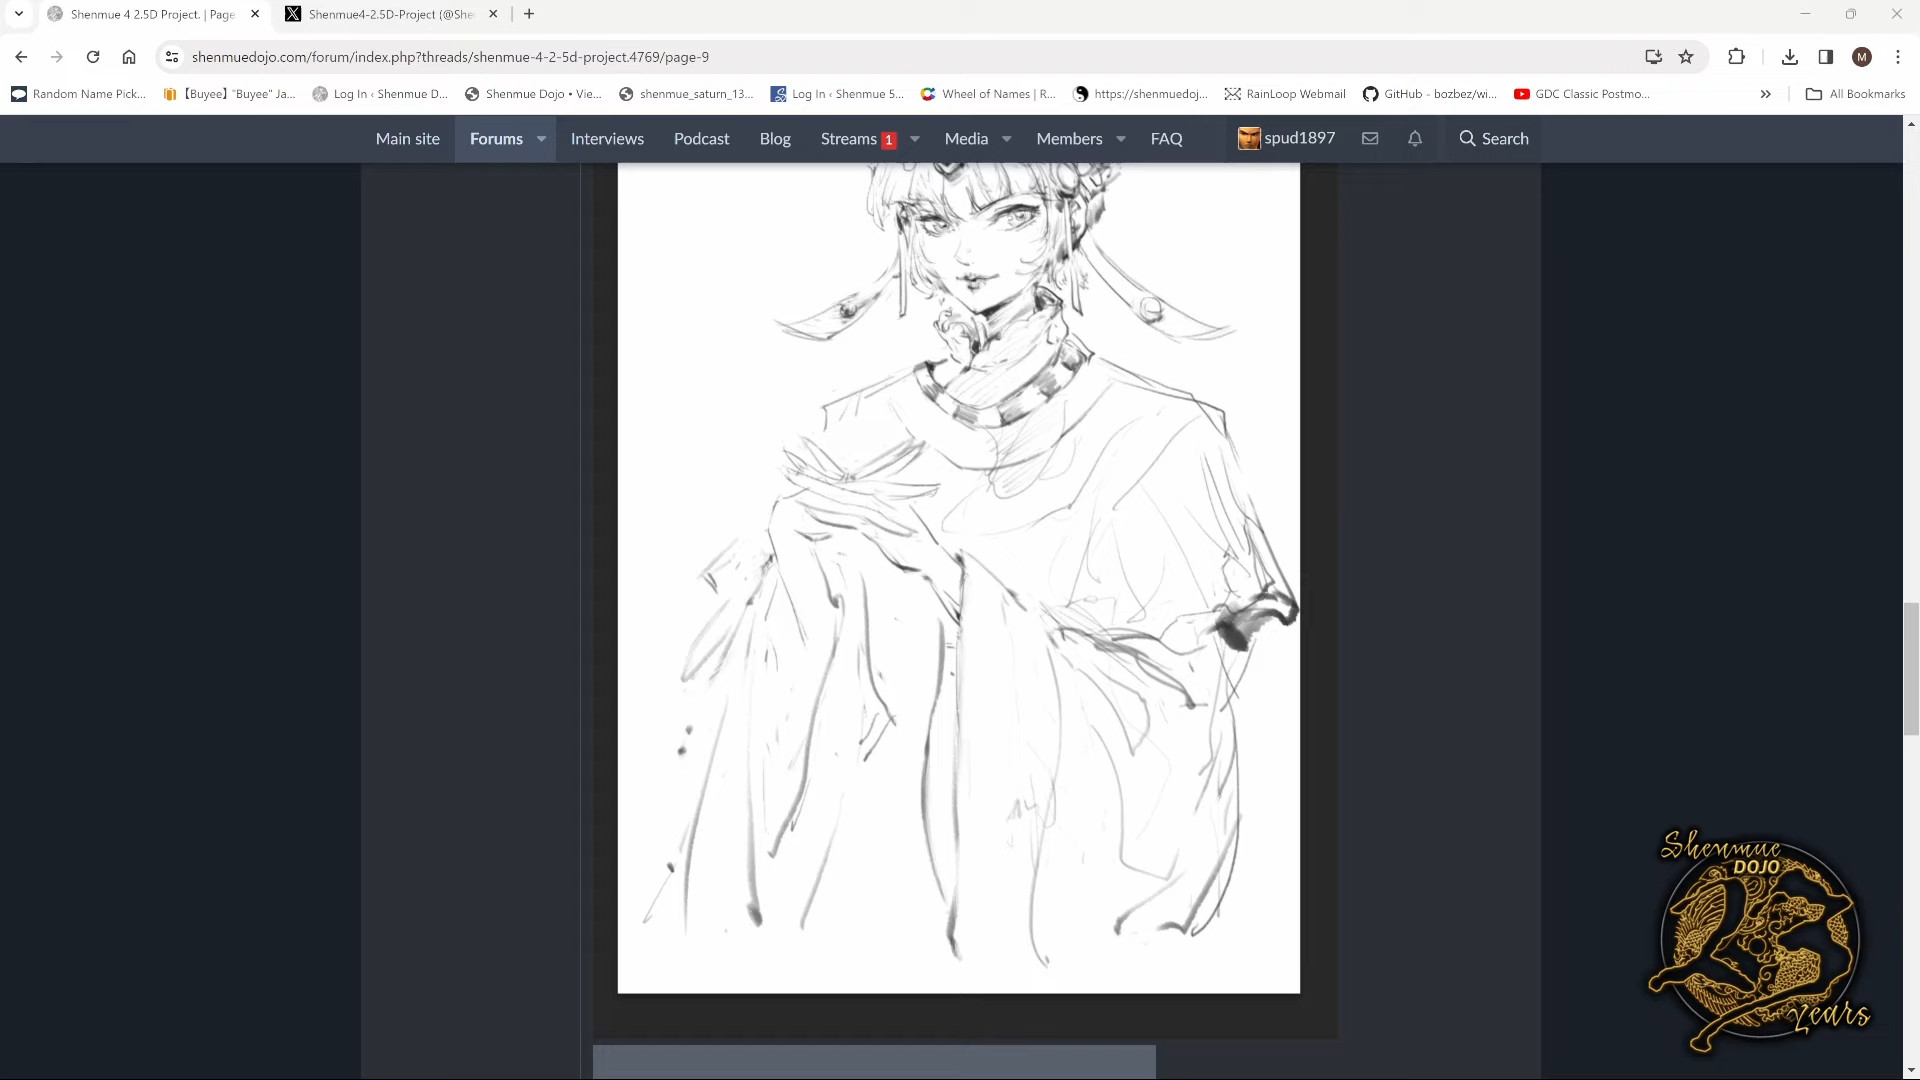 Shenmue 4 2.5D Project. | Page
Shenmue4-2.5D-Project (@She
shenmuedojo.com/forum/index.php?threads/shenmue-4-2-5d-project.4769/page-9
M
Random Name Pick...
【Buyee】 "Buyee" Ja...
Log In ‹ Shenmue D...
Shenmue Dojo • Vie...
shenmue_saturn_13...
Log In ‹ Shenmue 5...
Wheel of Names | R...
https://shenmuedoj...
RainLoop Webmail
GitHub - bozbez/wi...
GDC Classic Postmo...
All Bookmarks
Main site
Forums
Interviews
Podcast
Blog
Streams 1
Media
Members
FAQ
spud1897
Search
Shenmue
DOJO
25
years